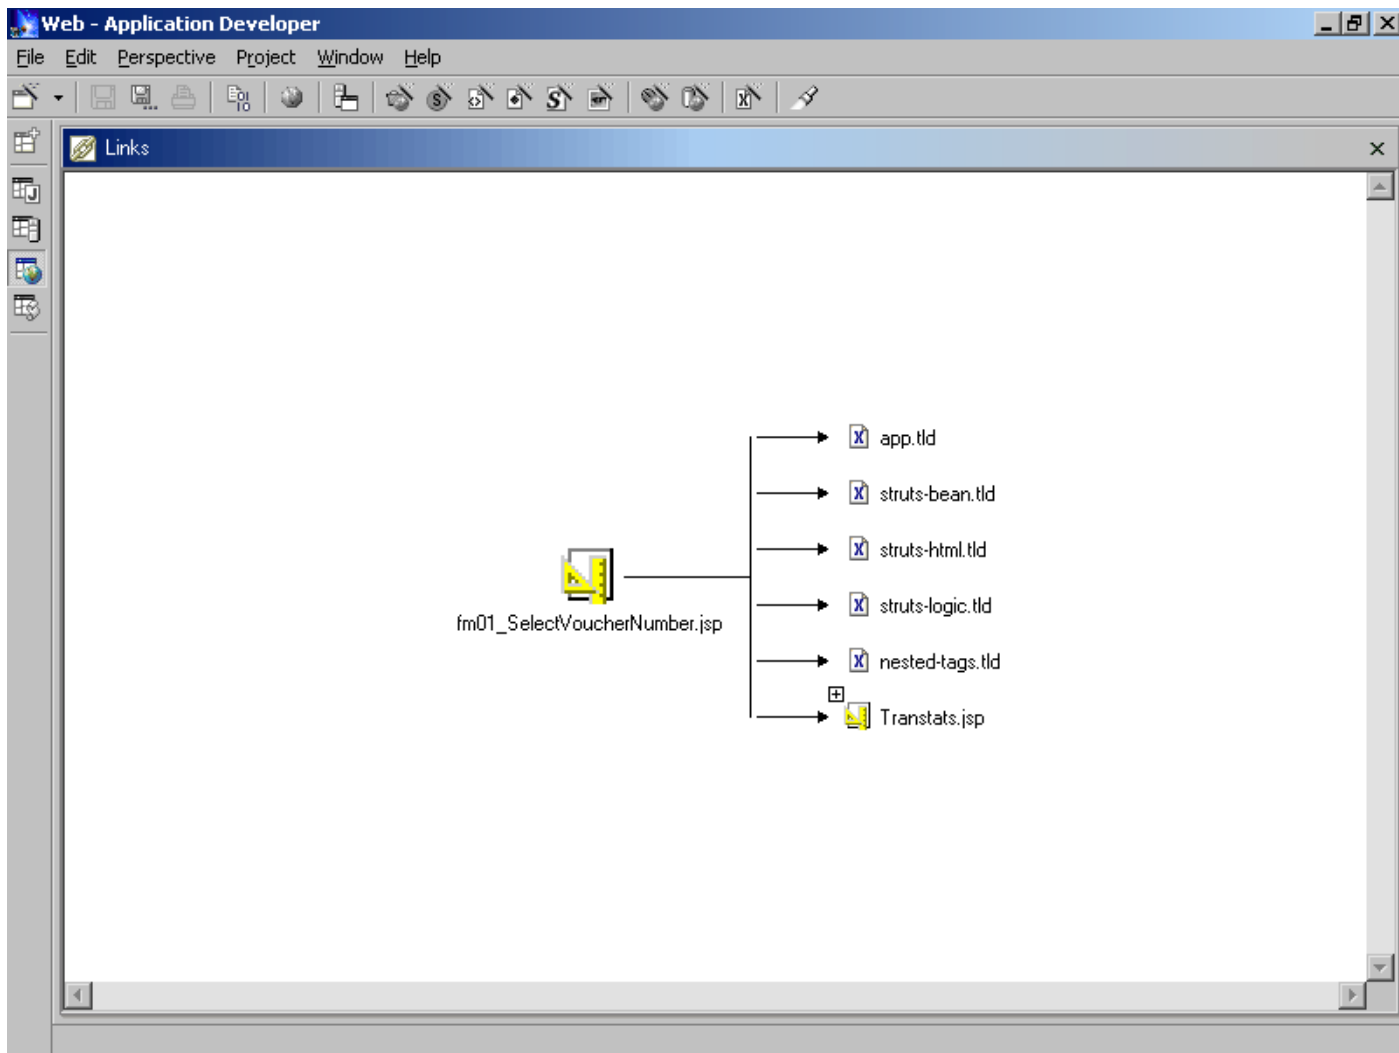 Web - Application Developer
File Edit Perspective Project Window Help
Links
app.tld
struts-bean.tld
struts-html.tld
fm01_SelectVoucherNumber.jsp
struts-logic.tld
nested-tags.tld
Transtats.jsp